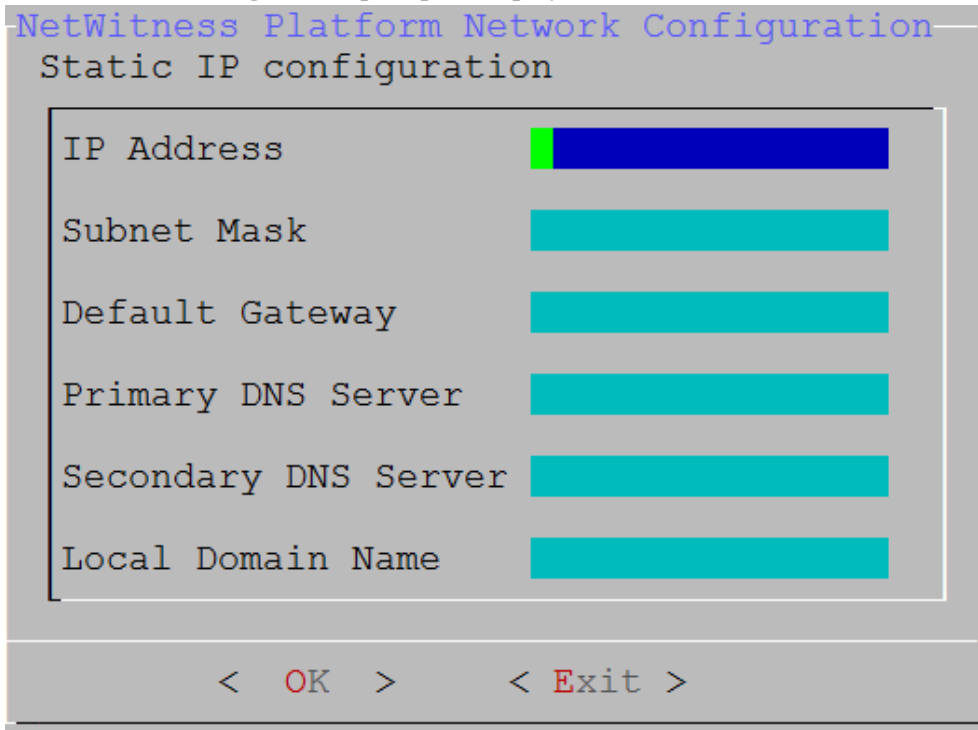 NetWitness Platform Network Configuration
Static IP configuration
IP Address
Subnet Mask
Default Gateway
Primary DNS Server
Secondary DNS Server
Local Domain Name
< OK > < Exit >